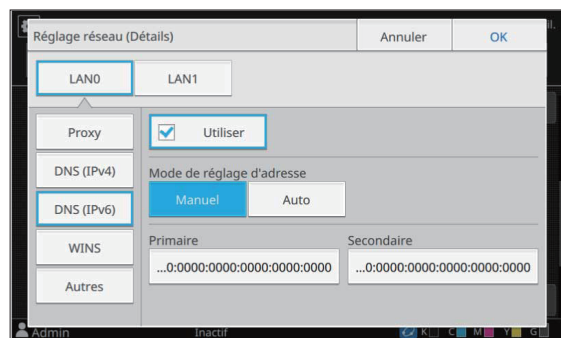 Réglage réseau (Détails)
Annuler
OK
LAN0
LAN1
Proxy
DNS (IPv4)
DNS (IPv6)
WINS
Autres
Utiliser
Mode de réglage d'adresse
Manuel
Auto
Primaire
Secondaire
...0:0000:0000:0000:0000:0000
...0:0000:0000:0000:0000:0000
Admin
Inactif
K
C
M
Y
G